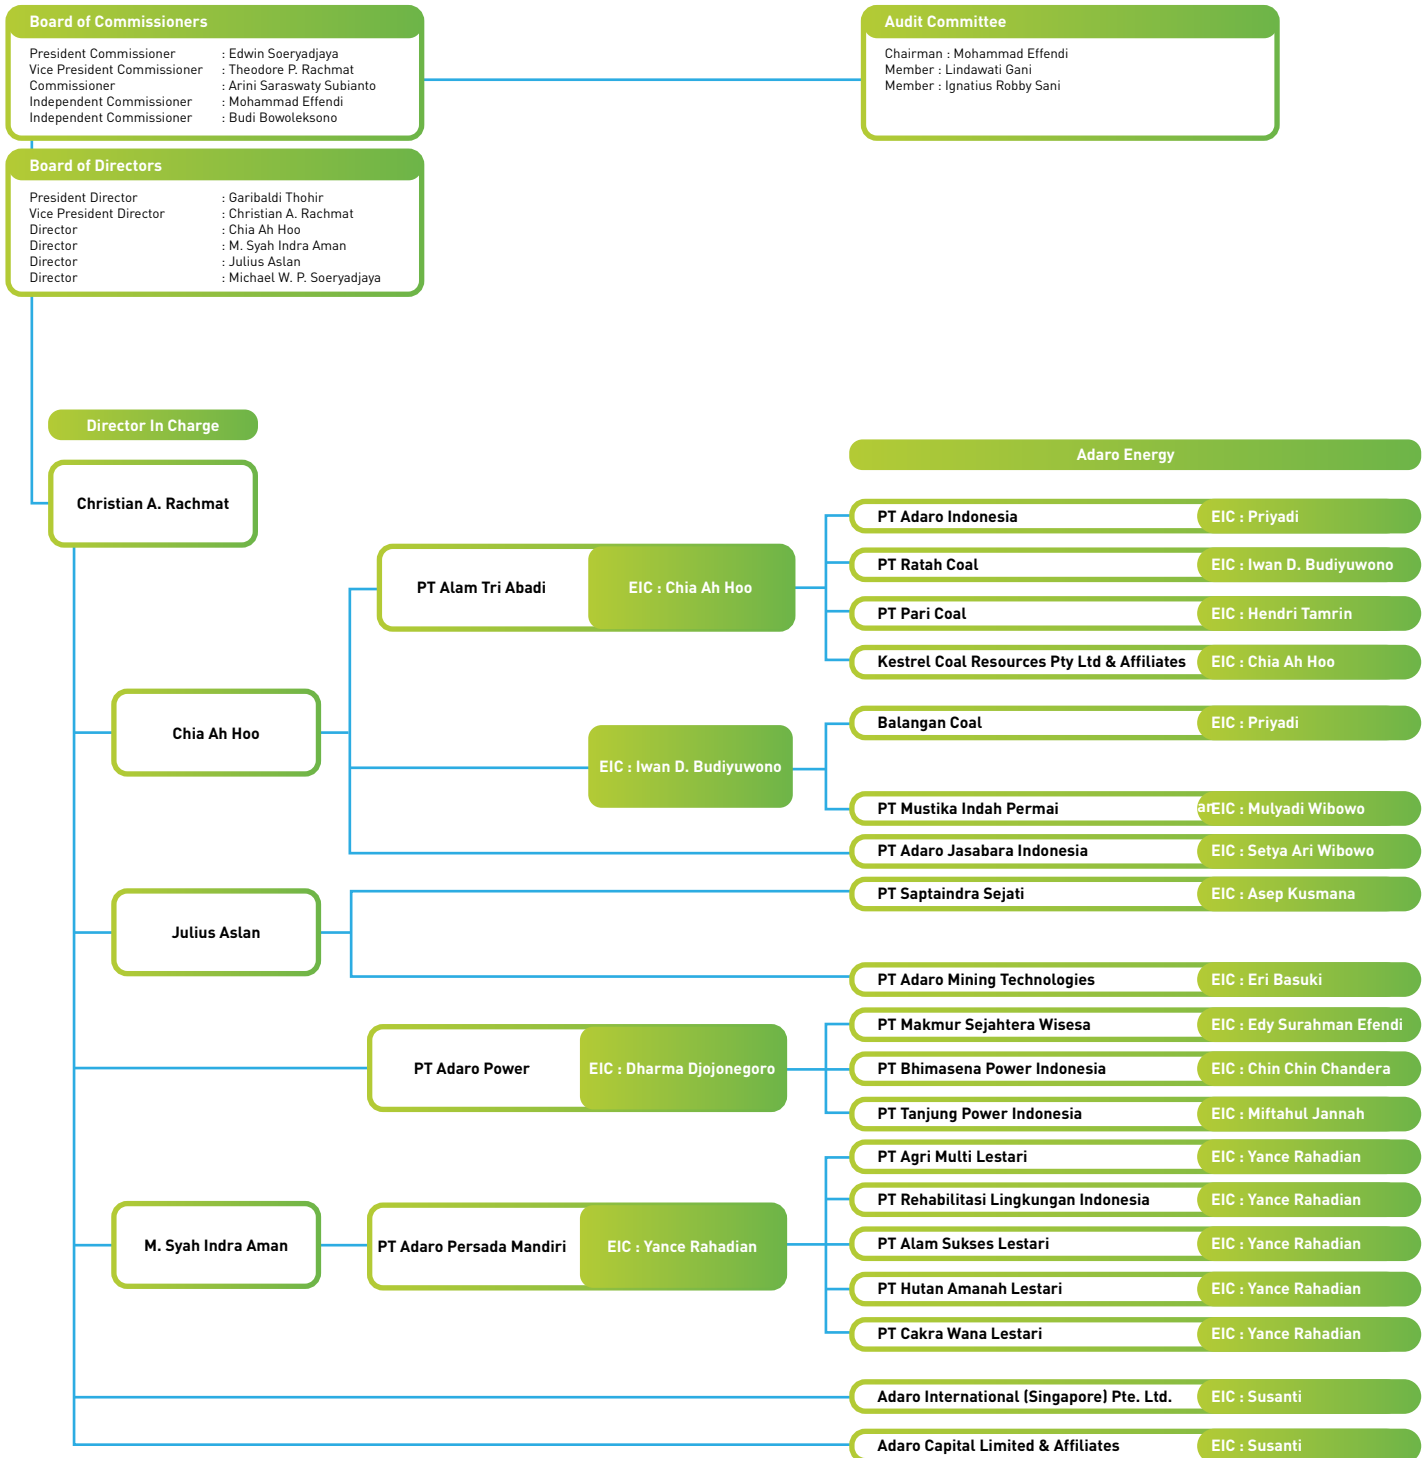 Board of Commissioners
President Commissioner : Edwin Soeryadjaya
Vice President Commissioner : Theodore P. Rachmat
Commissioner : Arini Saraswaty Subianto
Independent Commissioner : Mohammad Effendi
Independent Commissioner : Budi Bowoleksono
Audit Committee
Chairman : Mohammad Effendi
Member : Lindawati Gani
Member : Ignatius Robby Sani
Board of Directors
President Director : Garibaldi Thohir
Vice President Director : Christian A. Rachmat
Director : Chia Ah Hoo
Director : M. Syah Indra Aman
Director : Julius Aslan
Director : Michael W. P. Soeryadjaya
Director In Charge
Christian A. Rachmat
Adaro Energy
Chia Ah Hoo
PT Alam Tri Abadi EIC : Chia Ah Hoo
PT Adaro Indonesia EIC : Priyadi
PT Ratah Coal EIC : Iwan D. Budiyuwono
PT Pari Coal EIC : Hendri Tamrin
Kestrel Coal Resources Pty Ltd & Affiliates EIC : Chia Ah Hoo
EIC : Iwan D. Budiyuwono
Balangan Coal EIC : Priyadi
PT Mustika Indah Permai an EIC : Mulyadi Wibowo
PT Adaro Jasabara Indonesia EIC : Setya Ari Wibowo
Julius Aslan
PT Saptaindra Sejati EIC : Asep Kusmana
PT Adaro Mining Technologies EIC : Eri Basuki
PT Adaro Power EIC : Dharma Djojonegoro
PT Makmur Sejahtera Wisesa EIC : Edy Surahman Efendi
PT Bhimasena Power Indonesia EIC : Chin Chin Chandera
PT Tanjung Power Indonesia EIC : Miftahul Jannah
M. Syah Indra Aman
PT Adaro Persada Mandiri EIC : Yance Rahadian
PT Agri Multi Lestari EIC : Yance Rahadian
PT Rehabilitasi Lingkungan Indonesia EIC : Yance Rahadian
PT Alam Sukses Lestari EIC : Yance Rahadian
PT Hutan Amanah Lestari EIC : Yance Rahadian
PT Cakra Wana Lestari EIC : Yance Rahadian
Adaro International (Singapore) Pte. Ltd. EIC : Susanti
Adaro Capital Limited & Affiliates EIC : Susanti